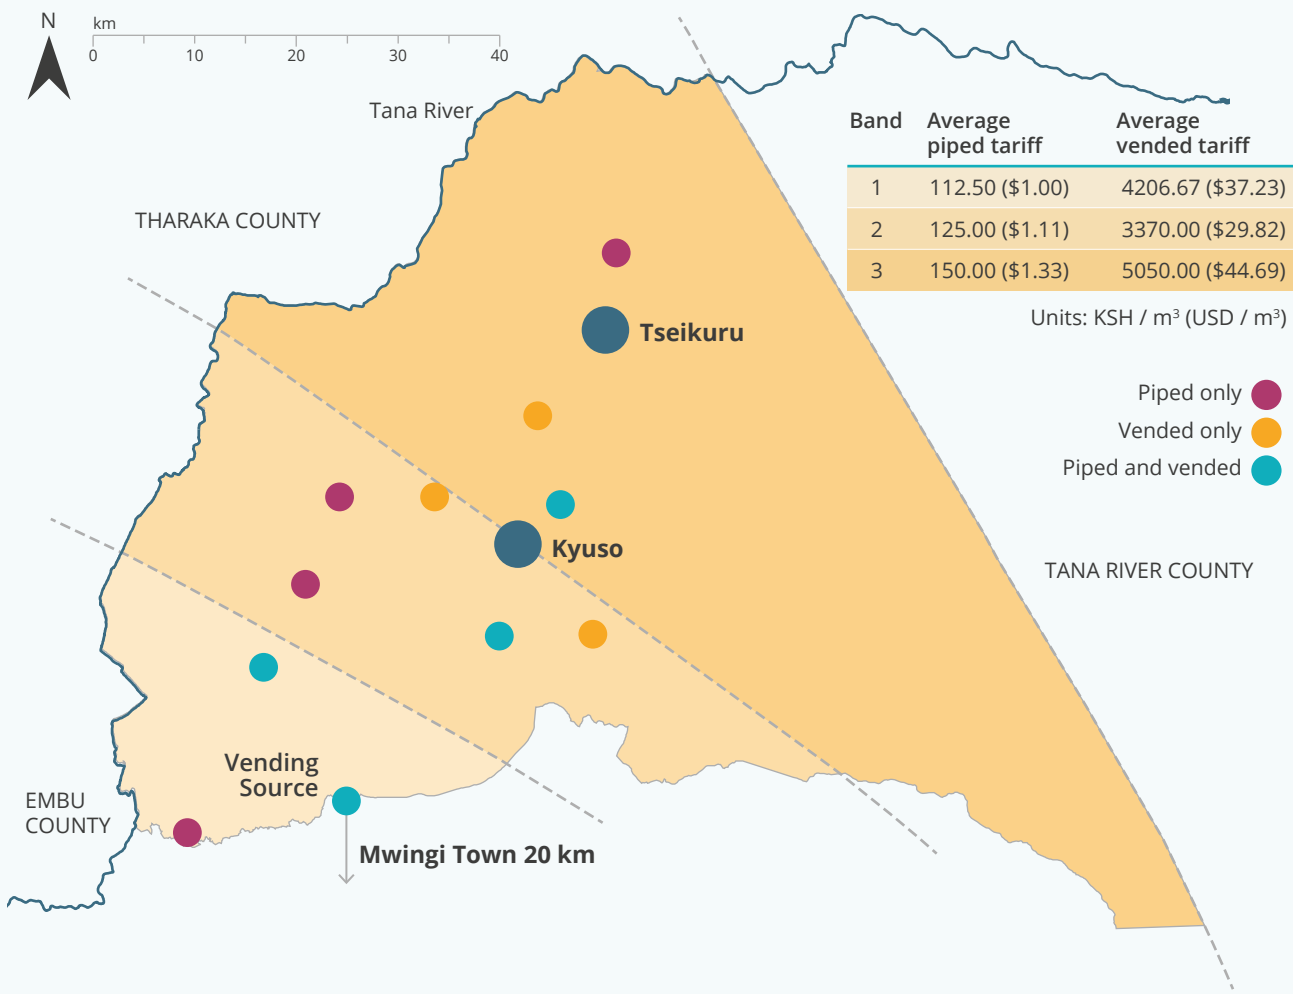 N
km
0 10 20 30 40
Tana River
THARAKA COUNTY
Band Average piped tariff Average vended tariff
1 112.50 ($1.00) 4206.67 ($37.23)
2 125.00 ($1.11) 3370.00 ($29.82)
3 150.00 ($1.33) 5050.00 ($44.69)
Units: KSH / m³ (USD / m³)
Tseikuru
Piped only
Vended only
Piped and vended
Kyuso
TANA RIVER COUNTY
Vending
Source
EMBU
COUNTY
Mwingi Town 20 km